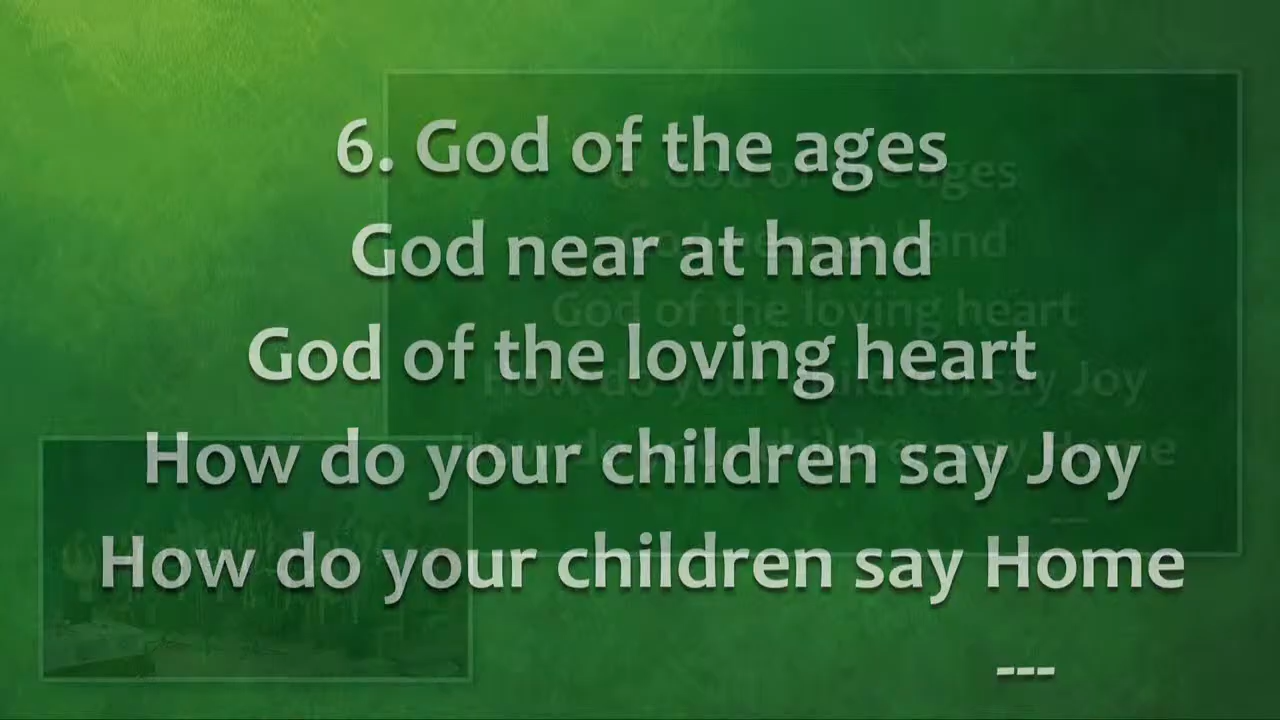 6. God of the ages
God near at hand
God of the loving heart
How do your children say Joy
How do your children say Home
---